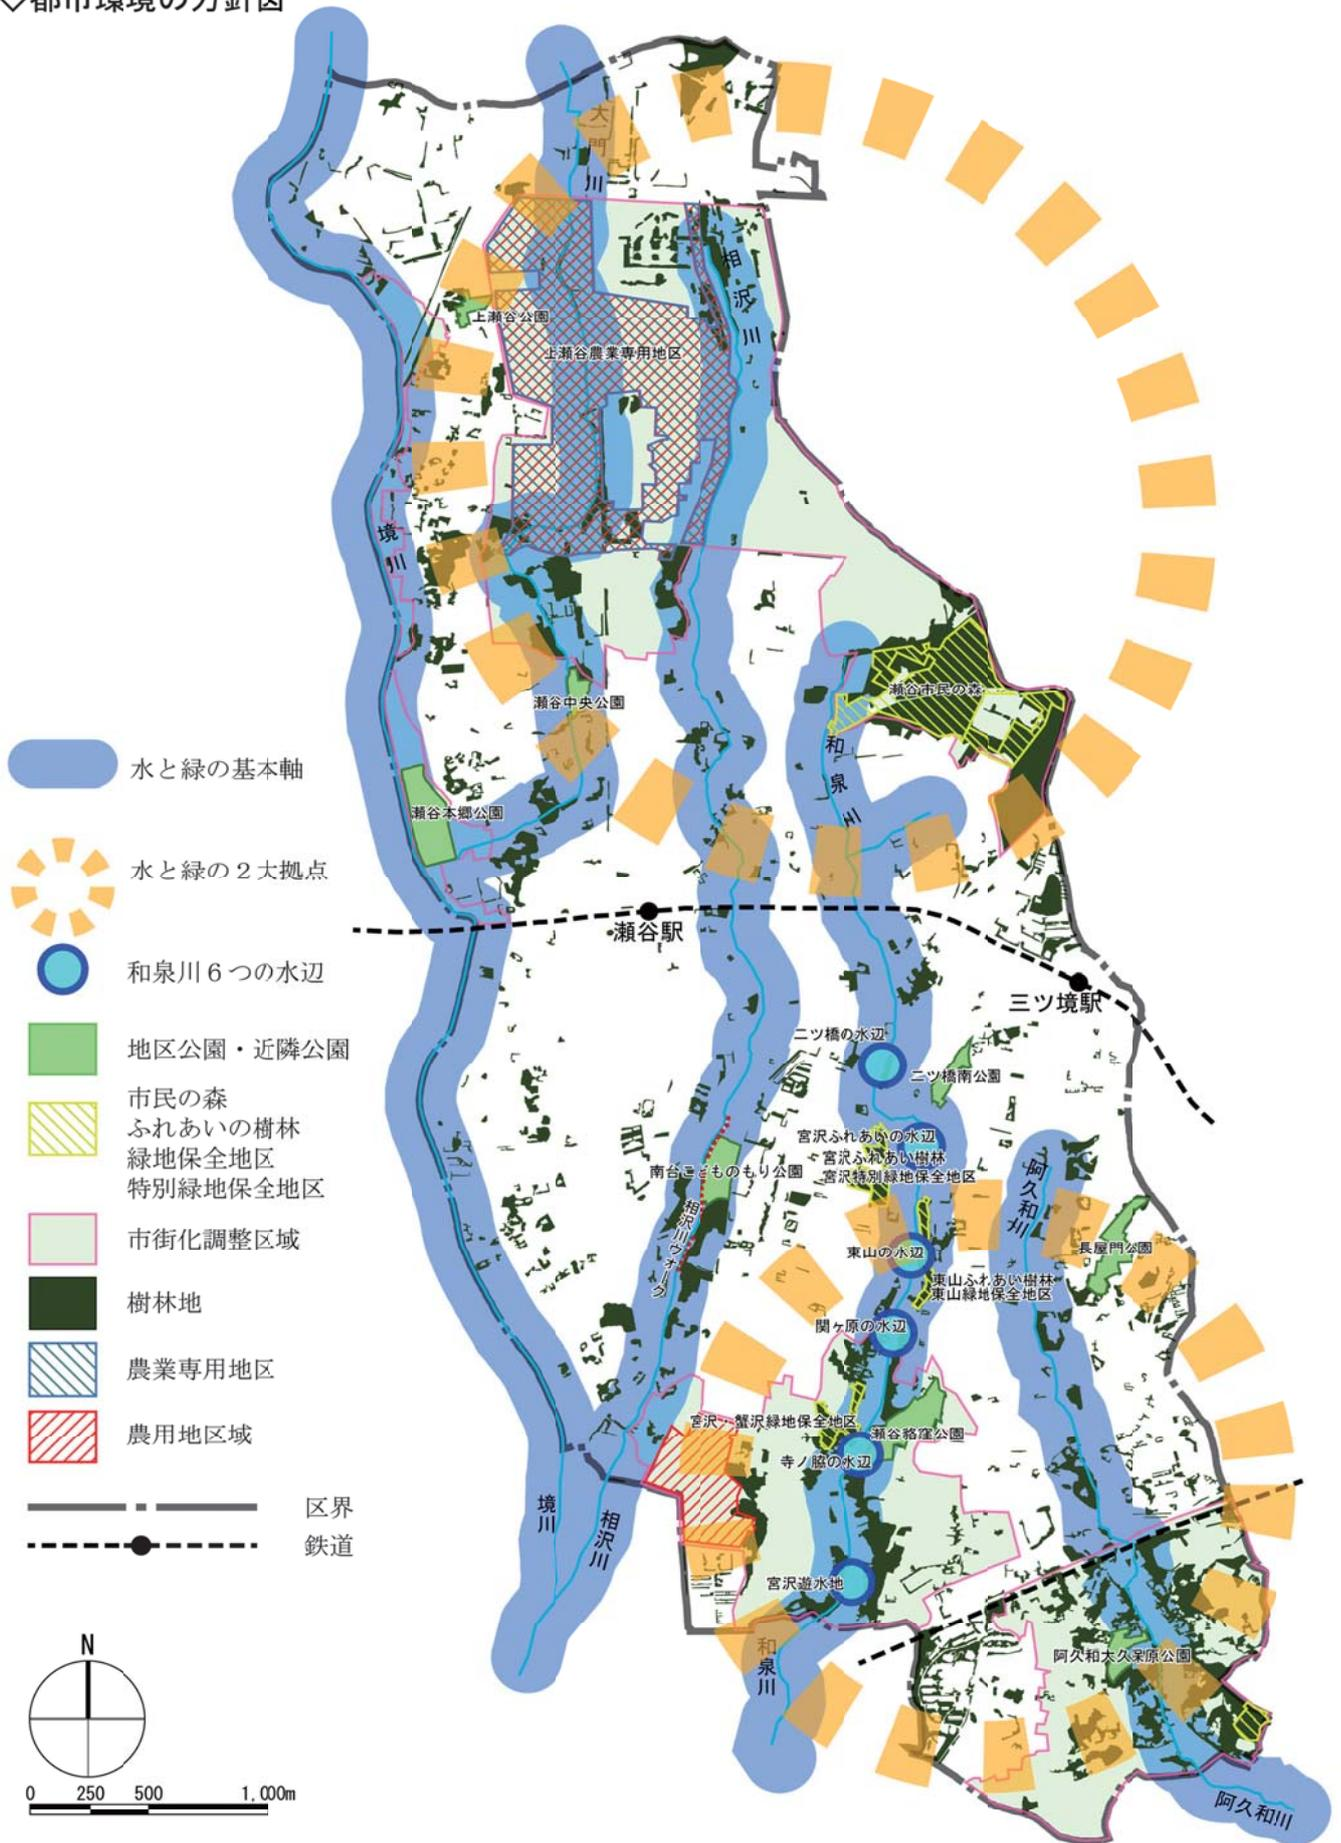 ◇都市環境の方針図
大門川
相沢川
上瀬谷公園
上瀬谷農業専用地区
境川
瀬谷市民の森
瀬谷中央公園
和泉川
瀬谷本郷公園
瀬谷駅
三ツ境駅
二ツ橋の水辺
二ツ橋南公園
宮沢ふれあいの水辺
宮沢ふれあい樹林
宮沢特別緑地保全地区
南台こどものもり公園
阿久和川
相沢川ウォーク
東山の水辺
長屋門公園
東山ふれあい樹林
東山緑地保全地区
関ヶ原の水辺
宮沢・蟹沢緑地保全地区
瀬谷狢窪公園
寺ノ脇の水辺
境川
相沢川
宮沢遊水地
和泉川
阿久和大久保原公園
阿久和川
水と緑の基本軸
水と緑の2大拠点
和泉川6つの水辺
地区公園・近隣公園
市民の森
ふれあいの樹林
緑地保全地区
特別緑地保全地区
市街化調整区域
樹林地
農業専用地区
農用地区域
区界
鉄道
N
0 250 500 1,000m